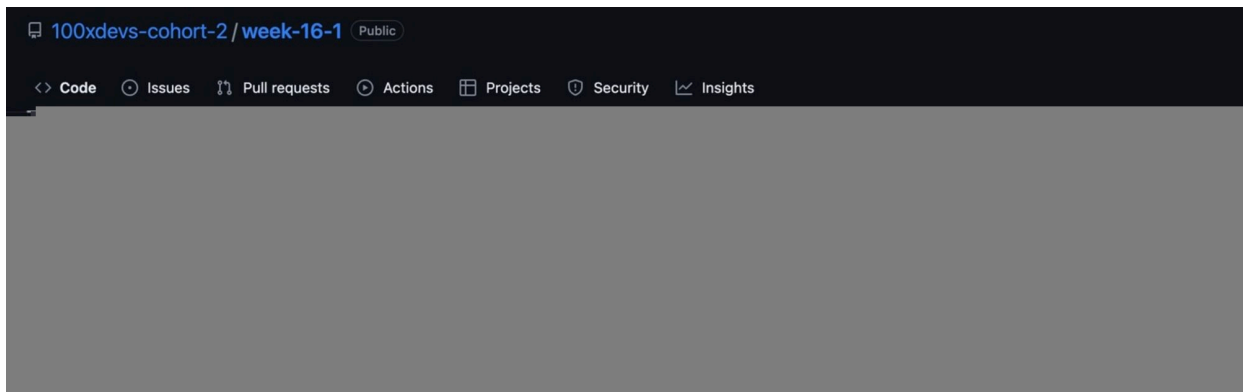 100xdevs-cohort-2 / week-16-1 Public
<> Code Issues Pull requests Actions Projects Security Insights